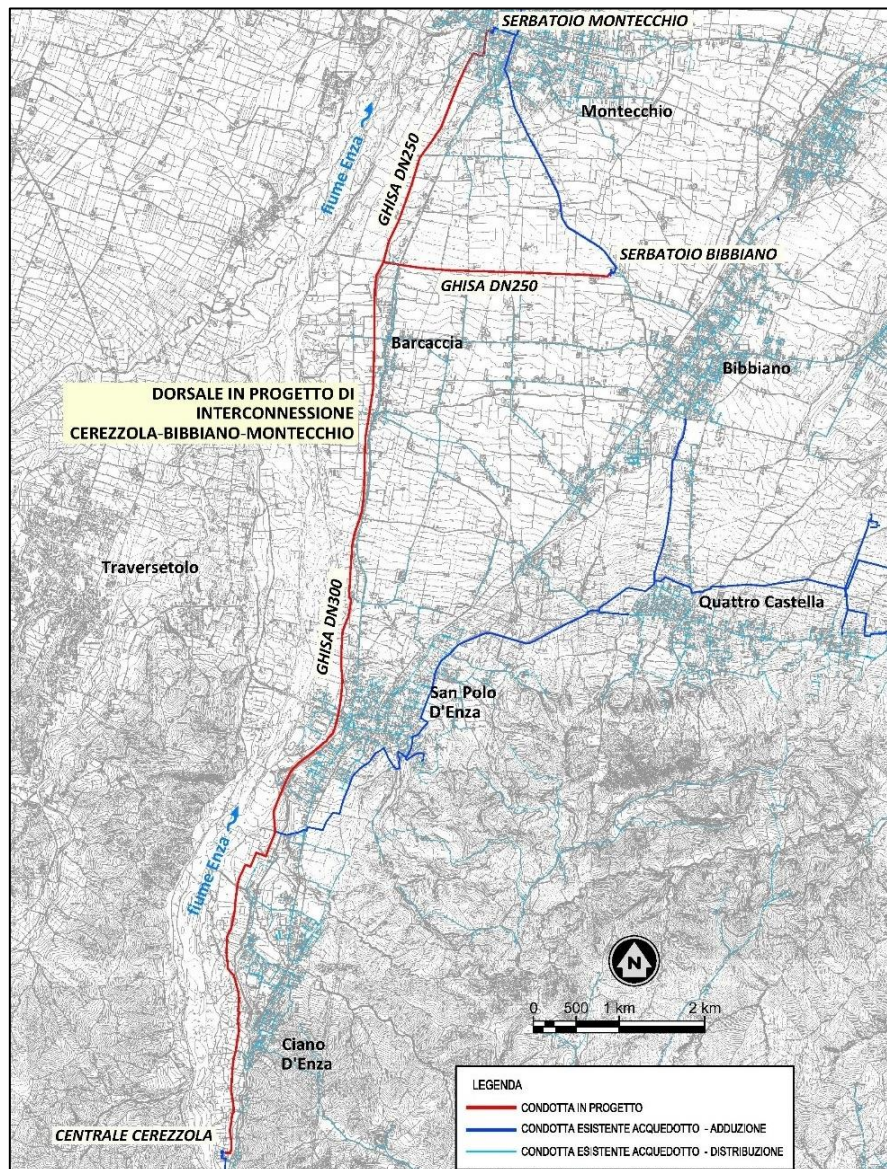 SERBATOIO MONTECCHIO
Montecchio
fiume Enza
GHISA DN250
SERBATOIO BIBBIANO
GHISA DN250
Barcaccia
Bibbiano
DORSALE IN PROGETTO DI
INTERCONNESSIONE
CEREZZOLA-BIBBIANO-MONTECCHIO
Traversetolo
Quattro Castella
GHISA DN300
San Polo
D'Enza
fiume Enza
N
0 500 1 km 2 km
Ciano
D'Enza
CENTRALE CEREZZOLA
LEGENDA
CONDOTTA IN PROGETTO
CONDOTTA ESISTENTE ACQUEDOTTO - ADDUZIONE
CONDOTTA ESISTENTE ACQUEDOTTO - DISTRIBUZIONE